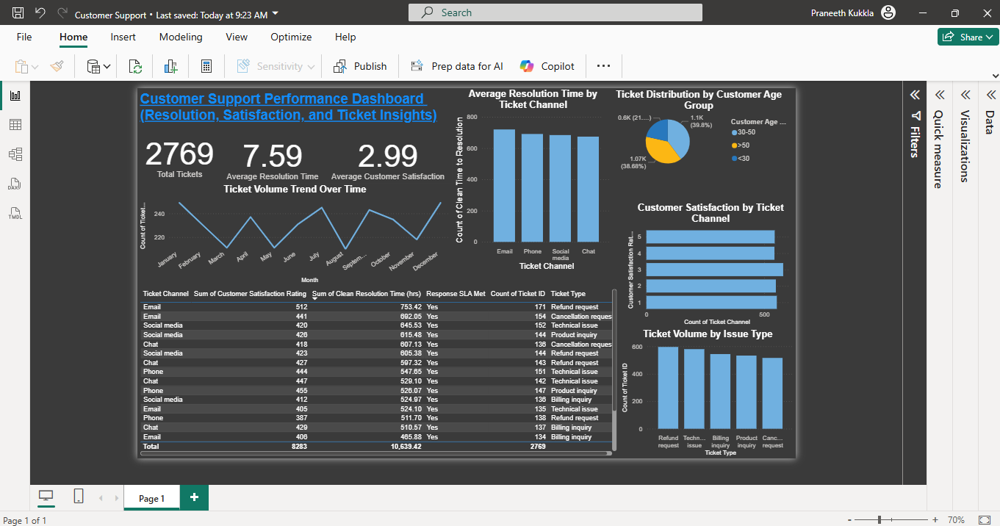 Customer Support • Last saved: Today at 9:23 AM
Search
Praneeth Kukkla
File Home Insert Modeling View Optimize Help
Share
Sensitivity
Publish
Prep data for AI
Copilot
Customer Support Performance Dashboard
(Resolution, Satisfaction, and Ticket Insights)
2769
Total Tickets
7.59
Average Resolution Time
2.99
Average Customer Satisfaction
Ticket Volume Trend Over Time
Count of Ticket...
240
220
January February March April May June July August Septem... October November December
Month
Average Resolution Time by
Ticket Channel
Count of Clean Time to Resolution
800
600
400
200
0
Email Phone Social media Chat
Ticket Channel
Ticket Distribution by Customer Age
Group
0.6K (21....)
1.1K
(39.8%)
1.07K
(38.68%)
Customer Age ...
30-50
>50
<30
Customer Satisfaction by Ticket
Channel
Customer Satisfaction Rat...
5
4
3
2
1
0 500
Count of Ticket Channel
Ticket Volume by Issue Type
Count of Ticket ID
600
400
200
0
Refund request Techn... issue Billing inquiry Product inquiry Canc... request
Ticket Type
Ticket Channel Sum of Customer Satisfaction Rating Sum of Clean Resolution Time (hrs) Response SLA Met Count of Ticket ID Ticket Type
Email 512 753.42 Yes 171 Refund request
Email 441 692.05 Yes 154 Cancellation reques
Social media 420 645.53 Yes 152 Technical issue
Social media 426 615.48 Yes 144 Product inquiry
Chat 418 607.13 Yes 136 Cancellation reques
Social media 423 605.38 Yes 144 Refund request
Chat 427 597.32 Yes 143 Refund request
Phone 444 547.65 Yes 151 Technical issue
Chat 447 529.10 Yes 142 Technical issue
Phone 455 526.07 Yes 147 Product inquiry
Social media 412 524.97 Yes 136 Billing inquiry
Email 405 524.10 Yes 135 Technical issue
Phone 387 511.70 Yes 138 Refund request
Chat 429 510.57 Yes 137 Billing inquiry
Email 406 465.88 Yes 134 Billing inquiry
Total 8283 10,639.42 2769
Filters
Quick measure
Visualizations
Data
DAX
TMDL
Page 1
Page 1 of 1
70%